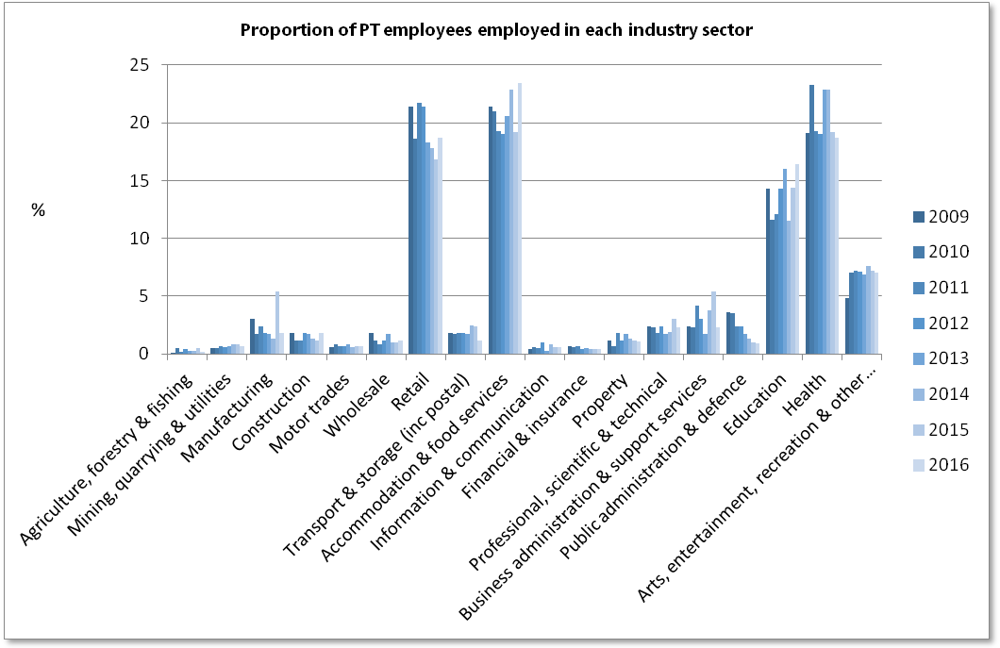 Proportion of PT employees employed in each industry sector
25
20
15
10
5
0
%
Agriculture, forestry & fishing
Mining, quarrying & utilities
Manufacturing
Construction
Motor trades
Wholesale
Retail
Transport & storage (inc postal)
Accommodation & food services
Information & communication
Financial & insurance
Property
Professional, scientific & technical
Business administration & support services
Public administration & defence
Education
Health
Arts, entertainment, recreation & other...
2009
2010
2011
2012
2013
2014
2015
2016